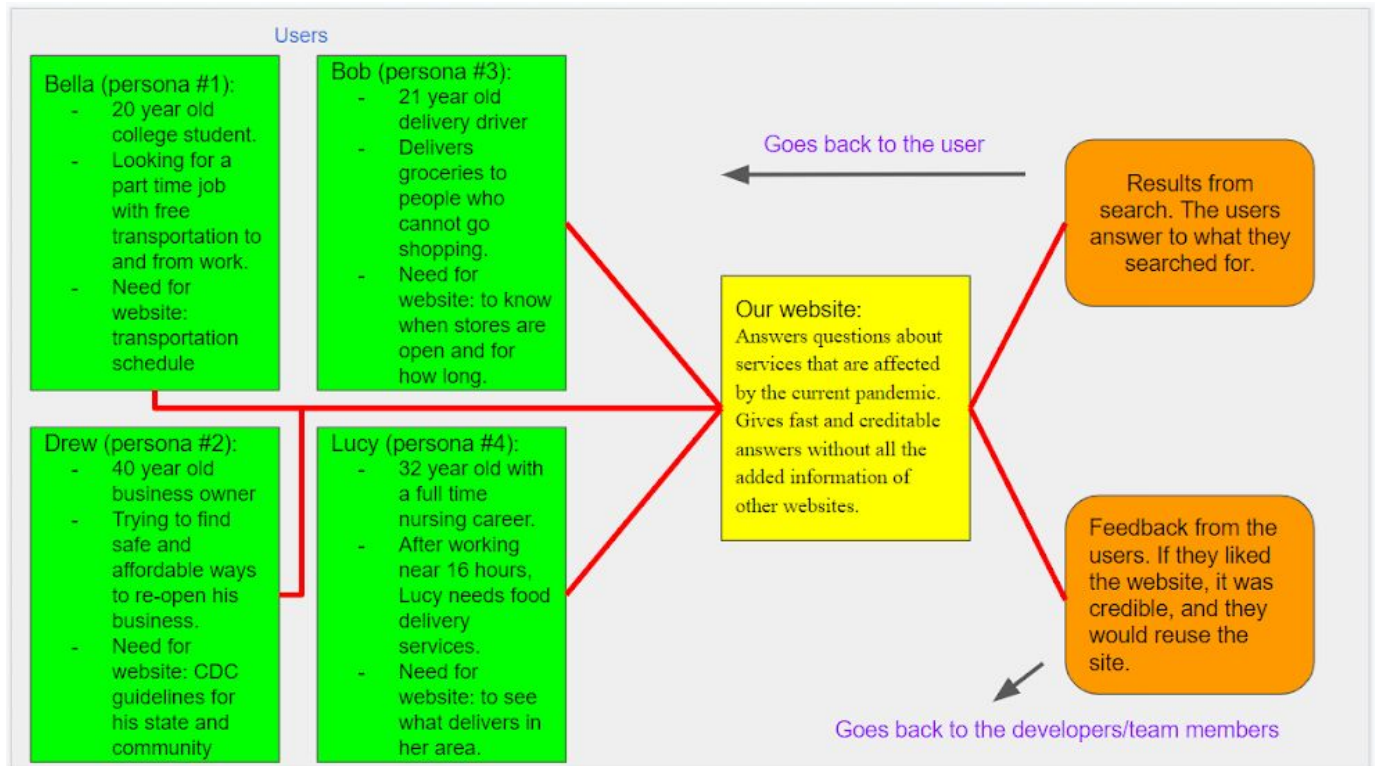 Users
Bella (persona #1):
- 20 year old
college student.
- Looking for a
part time job
with free
transportation to
and from work.
- Need for
website:
transportation
schedule
Bob (persona #3):
- 21 year old
delivery driver
- Delivers
groceries to
people who
cannot go
shopping.
- Need for
website: to know
when stores are
open and for
how long.
Drew (persona #2):
- 40 year old
business owner
- Trying to find
safe and
affordable ways
to re-open his
business.
- Need for
website: CDC
guidelines for
his state and
community
Lucy (persona #4):
- 32 year old with
a full time
nursing career.
- After working
near 16 hours,
Lucy needs food
delivery
services.
- Need for
website: to see
what delivers in
her area.
Our website:
Answers questions about
services that are affected
by the current pandemic.
Gives fast and creditable
answers without all the
added information of
other websites.
Goes back to the user
Results from
search. The users
answer to what they
searched for.
Feedback from the
users. If they liked
the website, it was
credible, and they
would reuse the
site.
Goes back to the developers/team members